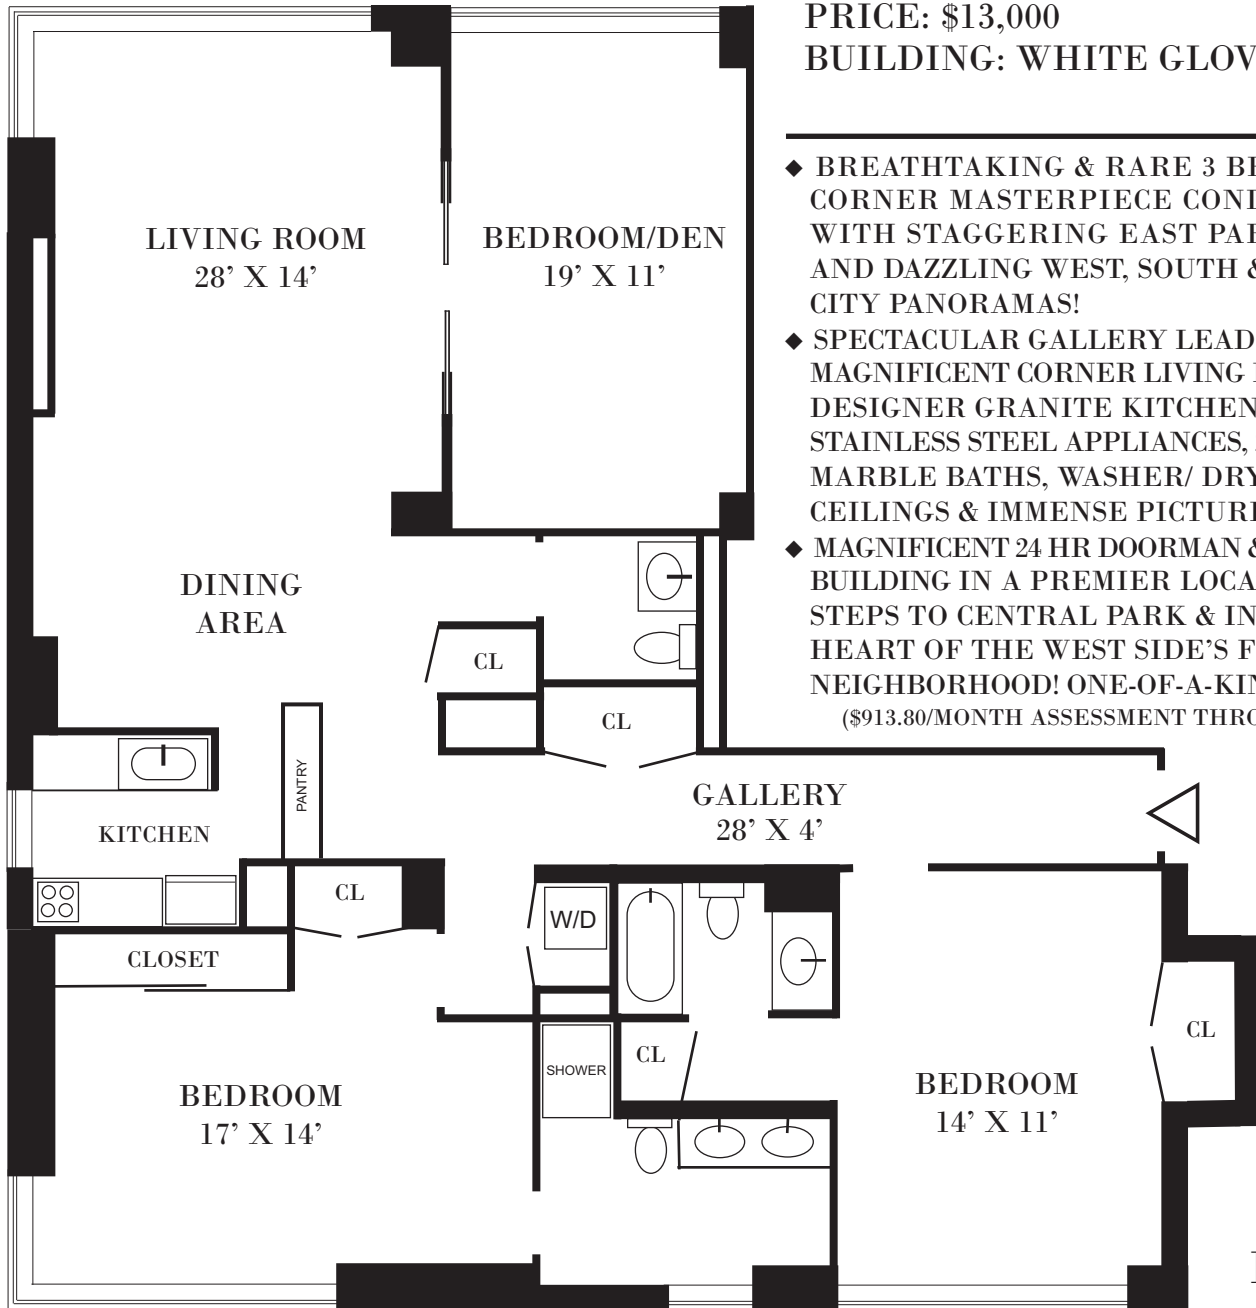 PRICE: $13,000
BUILDING: WHITE GLOV
◆ BREATHTAKING & RARE 3 BE
CORNER MASTERPIECE COND
WITH STAGGERING EAST PA
AND DAZZLING WEST, SOUTH &
CITY PANORAMAS!
◆ SPECTACULAR GALLERY LEAD
MAGNIFICENT CORNER LIVING
DESIGNER GRANITE KITCHEN
STAINLESS STEEL APPLIANCES,
MARBLE BATHS, WASHER/ DRY
CEILINGS & IMMENSE PICTUR
◆ MAGNIFICENT 24 HR DOORMAN &
BUILDING IN A PREMIER LOCA
STEPS TO CENTRAL PARK & IN
HEART OF THE WEST SIDE'S F
NEIGHBORHOOD! ONE-OF-A-KIN
($913.80/MONTH ASSESSMENT THRO
LIVING ROOM
28' X 14'
BEDROOM/DEN
19' X 11'
DINING
AREA
CL
CL
PANTRY
GALLERY
28' X 4'
KITCHEN
CL
W/D
CLOSET
CL
SHOWER
CL
BEDROOM
17' X 14'
BEDROOM
14' X 11'